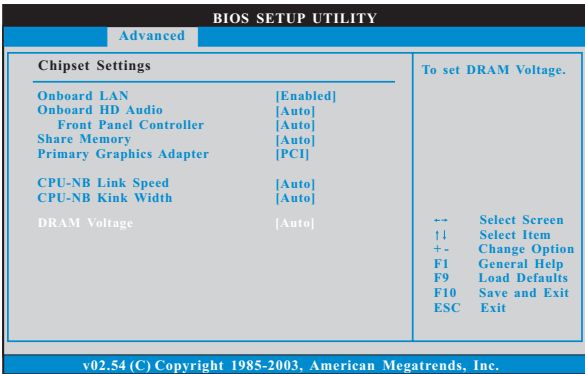 BIOS SETUP UTILITY
Advanced
Chipset Settings
Onboard LAN [Enabled]
Onboard HD Audio [Auto]
Front Panel Controller [Auto]
Share Memory [Auto]
Primary Graphics Adapter [PCI]
CPU-NB Link Speed [Auto]
CPU-NB Kink Width [Auto]
DRAM Voltage [Auto]
To set DRAM Voltage.
←→ Select Screen
↑↓ Select Item
+ - Change Option
F1 General Help
F9 Load Defaults
F10 Save and Exit
ESC Exit
v02.54 (C) Copyright 1985-2003, American Megatrends, Inc.